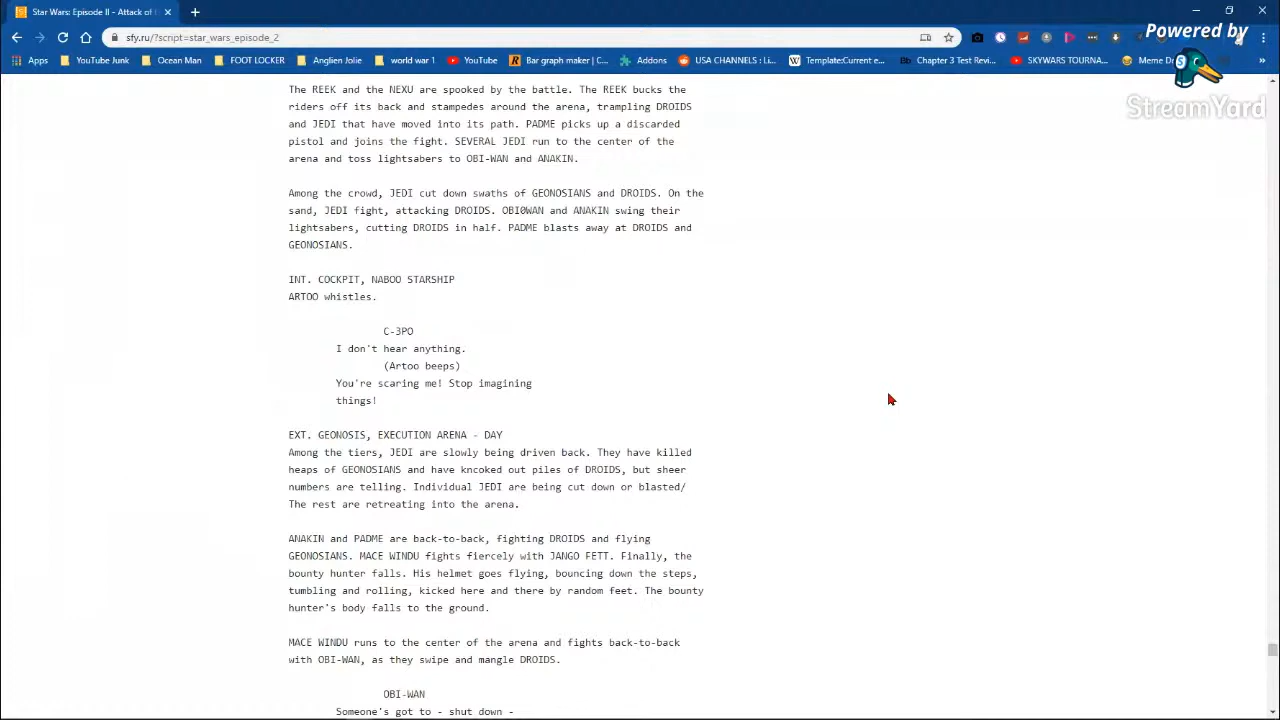 Star Wars: Episode II - Attack of
Powered by
sfy.ru/?script=star_wars_episode_2
Apps
YouTube Junk
Ocean Man
FOOT LOCKER
Anglien Jolie
world war 1
YouTube
Bar graph maker | C...
Addons
USA CHANNELS : Li...
Template:Current e...
Bb Chapter 3 Test Revi...
SKYWARS TOURNA...
Meme De
»
StreamYard
The REEK and the NEXU are spooked by the battle. The REEK bucks the
riders off its back and stampedes around the arena, trampling DROIDS
and JEDI that have moved into its path. PADME picks up a discarded
pistol and joins the fight. SEVERAL JEDI run to the center of the
arena and toss lightsabers to OBI-WAN and ANAKIN.
Among the crowd, JEDI cut down swaths of GEONOSIANS and DROIDS. On the
sand, JEDI fight, attacking DROIDS. OBI0WAN and ANAKIN swing their
lightsabers, cutting DROIDS in half. PADME blasts away at DROIDS and
GEONOSIANS.
INT. COCKPIT, NABOO STARSHIP
ARTOO whistles.
C-3PO
I don't hear anything.
(Artoo beeps)
You're scaring me! Stop imagining
things!
EXT. GEONOSIS, EXECUTION ARENA - DAY
Among the tiers, JEDI are slowly being driven back. They have killed
heaps of GEONOSIANS and have kncoked out piles of DROIDS, but sheer
numbers are telling. Individual JEDI are being cut down or blasted/
The rest are retreating into the arena.
ANAKIN and PADME are back-to-back, fighting DROIDS and flying
GEONOSIANS. MACE WINDU fights fiercely with JANGO FETT. Finally, the
bounty hunter falls. His helmet goes flying, bouncing down the steps,
tumbling and rolling, kicked here and there by random feet. The bounty
hunter's body falls to the ground.
MACE WINDU runs to the center of the arena and fights back-to-back
with OBI-WAN, as they swipe and mangle DROIDS.
OBI-WAN
Someone's got to - shut down -